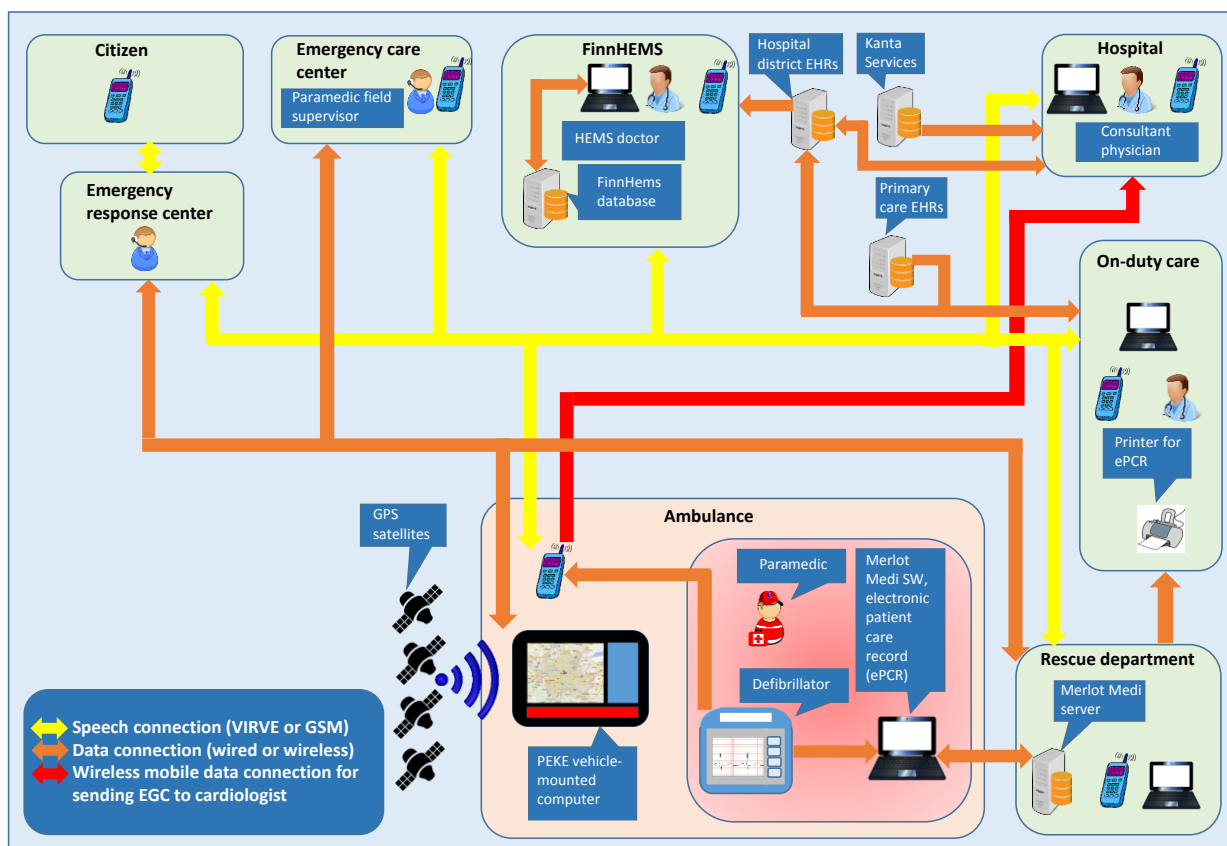 Citizen
Emergency care
center
Paramedic field
supervisor
FinnHEMS
HEMS doctor
FinnHems
database
Hospital
district EHRs
Kanta
Services
Hospital
Consultant
physician
Emergency
response center
Primary
care EHRs
On-duty care
Printer for
ePCR
GPS
satellites
Ambulance
Paramedic
Merlot
Medi SW,
electronic
patient
care
record
(ePCR)
Defibrillator
PEKE vehicle-
mounted
computer
Rescue department
Merlot Medi
server
Speech connection (VIRVE or GSM)
Data connection (wired or wireless)
Wireless mobile data connection for
sending EGC to cardiologist